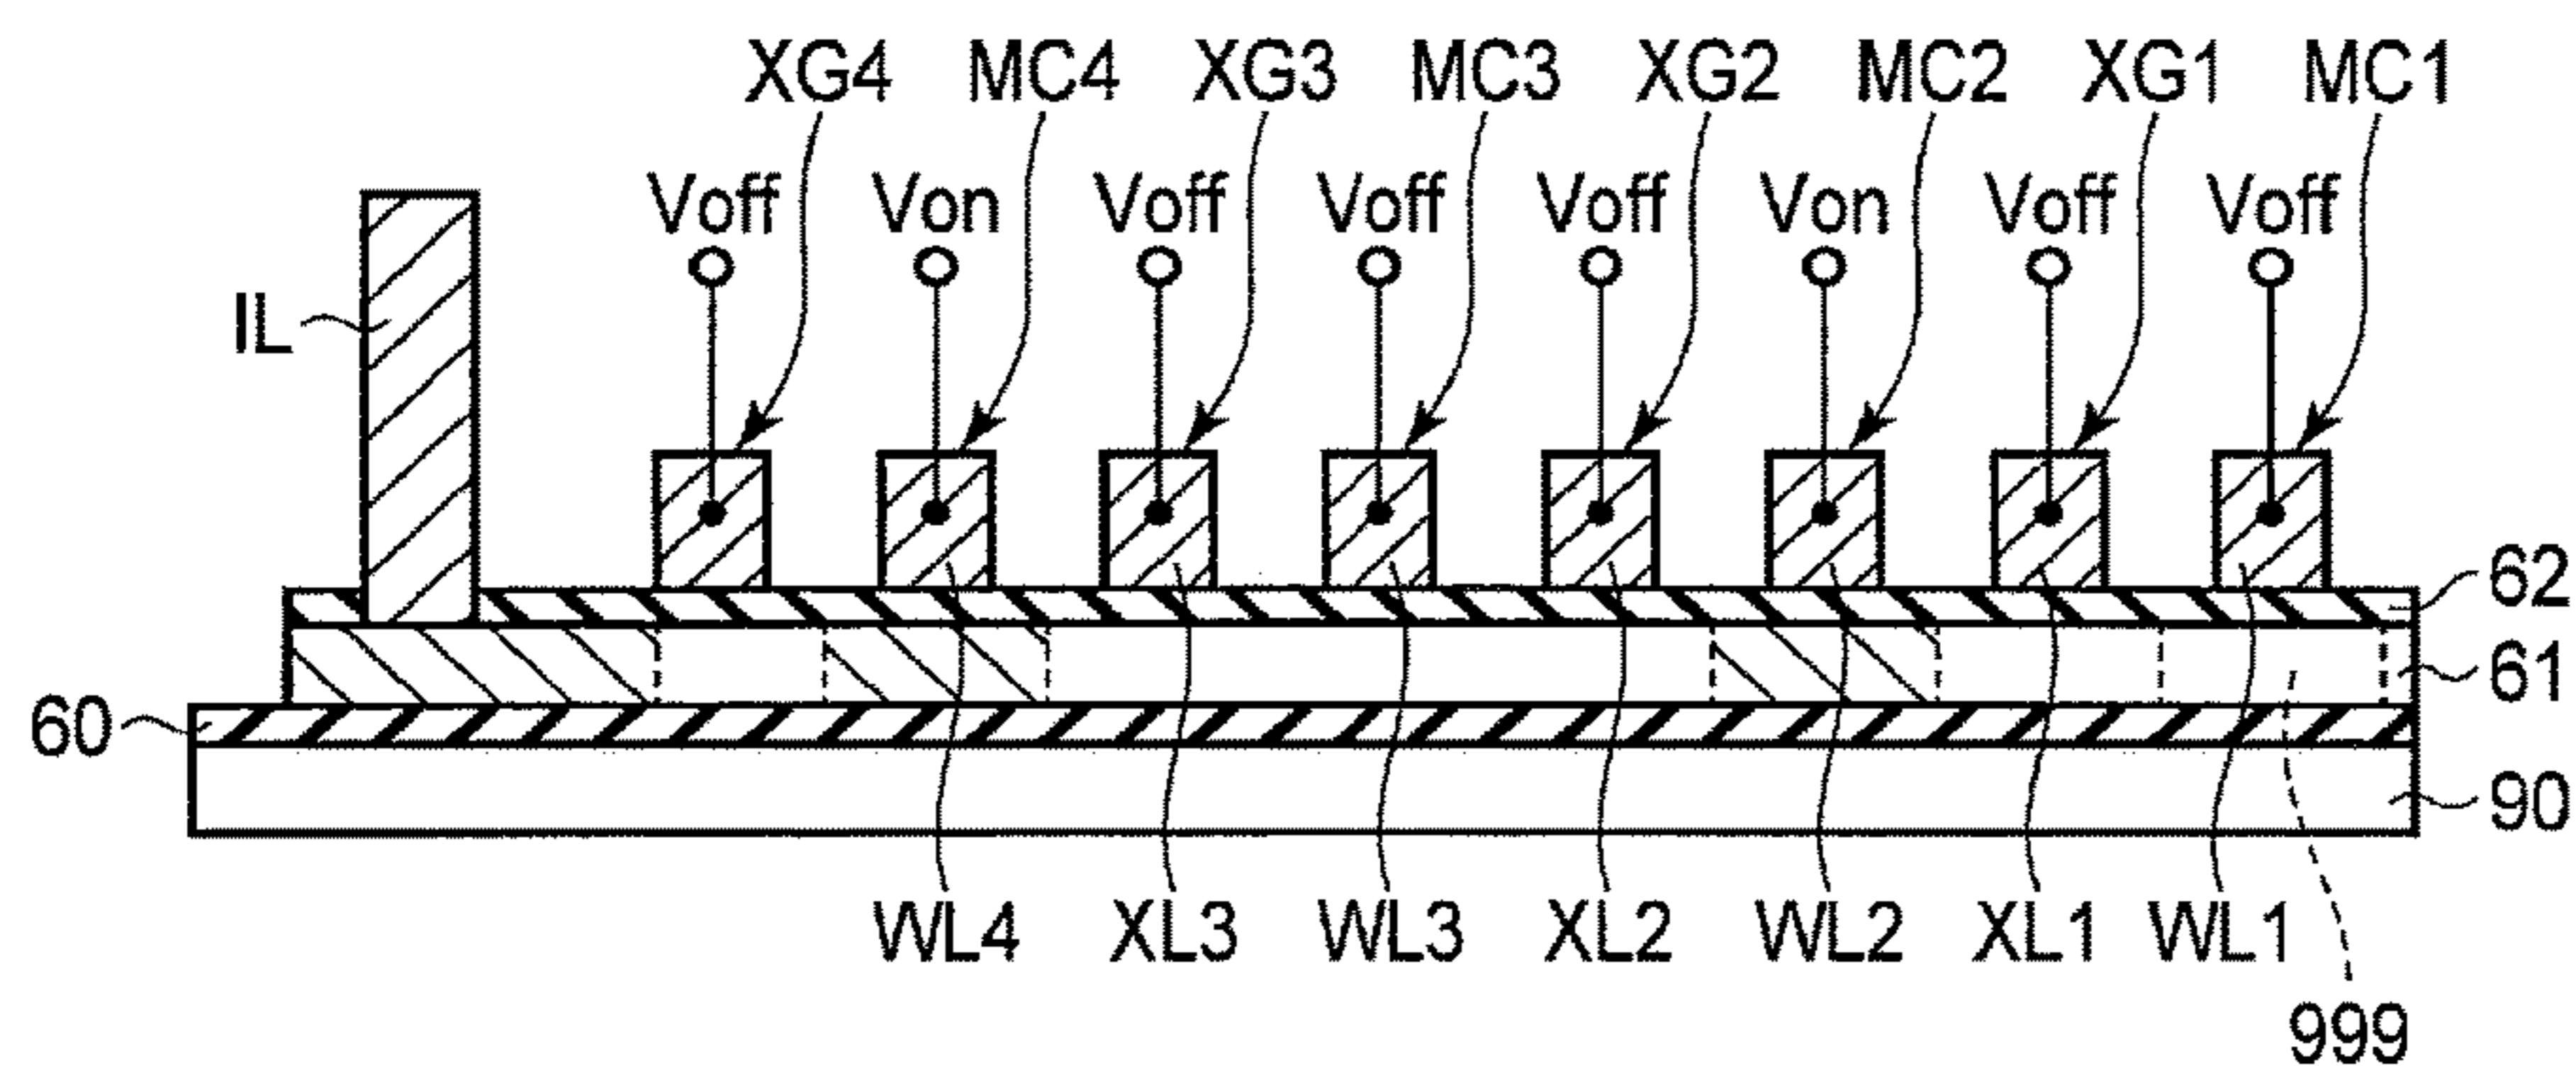 XG4 MC4 XG3 MC3 XG2 MC2 XG1 MC1
Voff Von Voff Voff Voff Von Voff Voff
IL
62
61
60
90
WL4 XL3 WL3 XL2 WL2 XL1 WL1
999